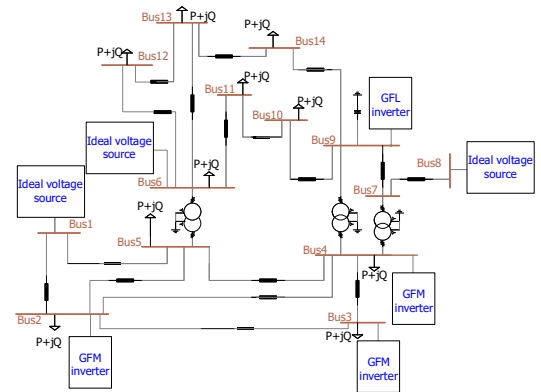 Bus13
P+jQ
P+jQ
Bus14
P+jQ
Bus12
P+jQ
Bus11
P+jQ
Bus10
GFL
inverter
Bus9
Ideal voltage
source
Bus8
Ideal voltage
source
Ideal voltage
source
Bus6
P+jQ
Bus7
P+jQ
Bus1
Bus5
Bus4
P+jQ
GFM
inverter
Bus2
P+jQ
Bus3
P+jQ
GFM
inverter
GFM
inverter